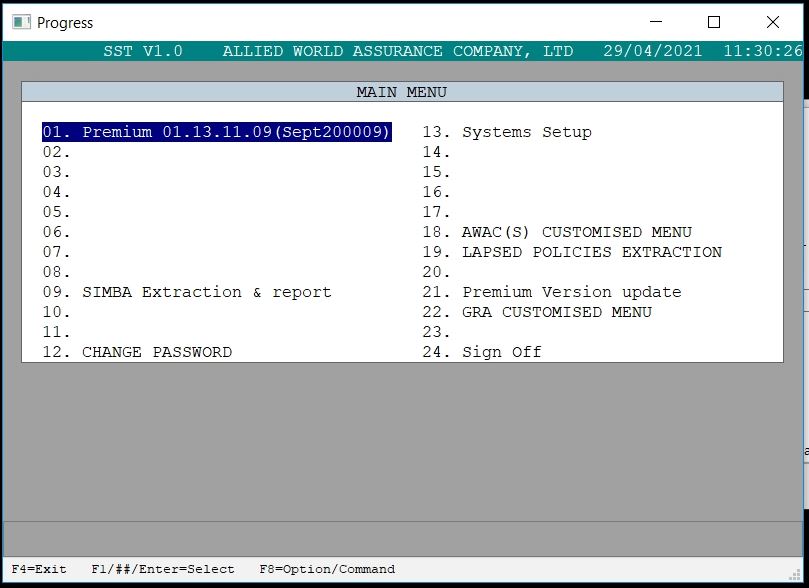 Progress
SST V1.0 ALLIED WORLD ASSURANCE COMPANY, LTD 29/04/2021 11:30:26
MAIN MENU
01. Premium 01.13.11.09(Sept200009) 13. Systems Setup
02. 14.
03. 15.
04. 16.
05. 17.
06. 18. AWAC(S) CUSTOMISED MENU
07. 19. LAPSED POLICIES EXTRACTION
08. 20.
09. SIMBA Extraction & report 21. Premium Version update
10. 22. GRA CUSTOMISED MENU
11. 23.
12. CHANGE PASSWORD 24. Sign Off
F4=Exit F1/##/Enter=Select F8=Option/Command